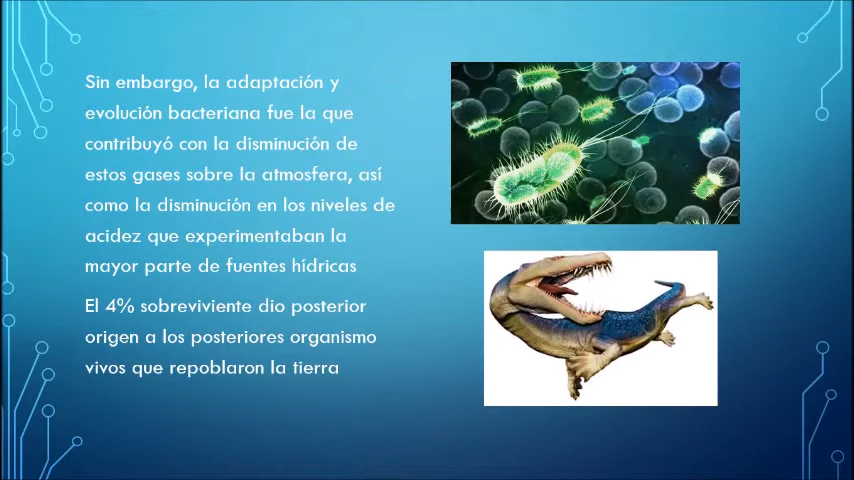 Sin embargo, la adaptación y
evolución bacteriana fue la que
contribuyó con la disminución de
estos gases sobre la atmosfera, así
como la disminución en los niveles de
acidez que experimentaban la
mayor parte de fuentes hídricas
El 4% sobreviviente dio posterior
origen a los posteriores organismo
vivos que repoblaron la tierra